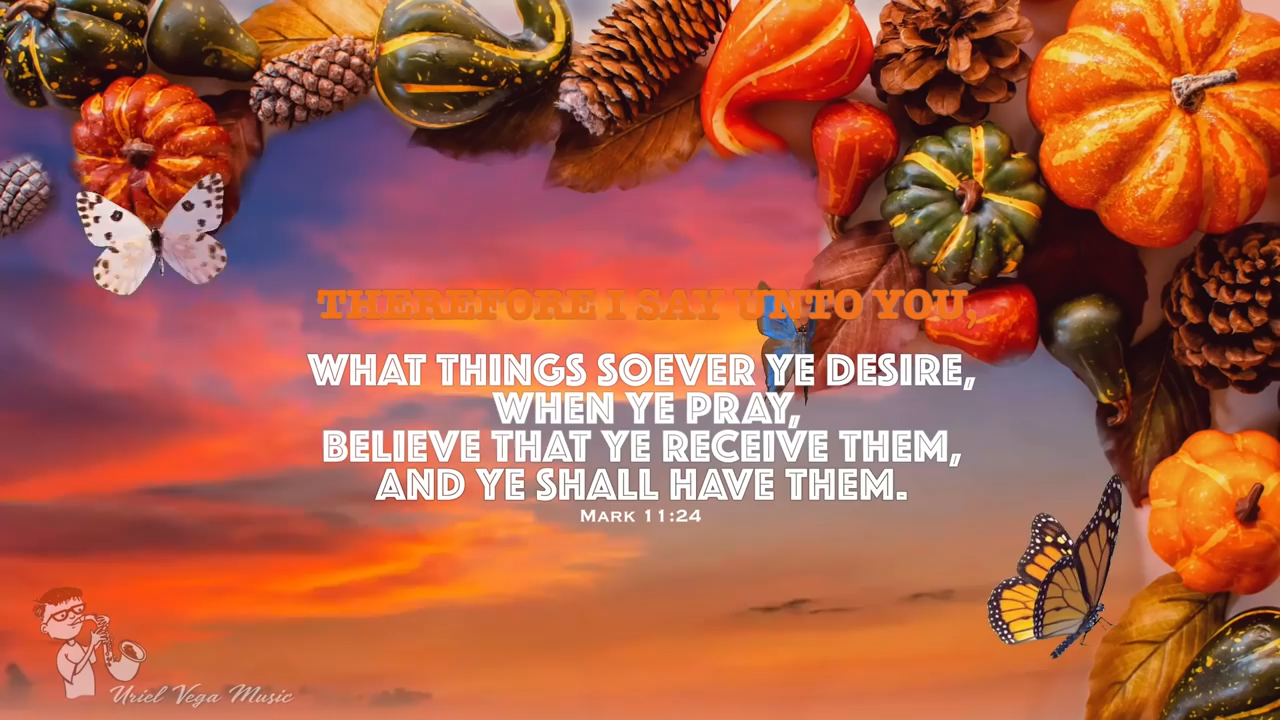 THEREFORE I SAY UNTO YOU,
WHAT THINGS SOEVER YE DESIRE,
WHEN YE PRAY,
BELIEVE THAT YE RECEIVE THEM,
AND YE SHALL HAVE THEM.
Mark 11:24
Uriel Vega Music